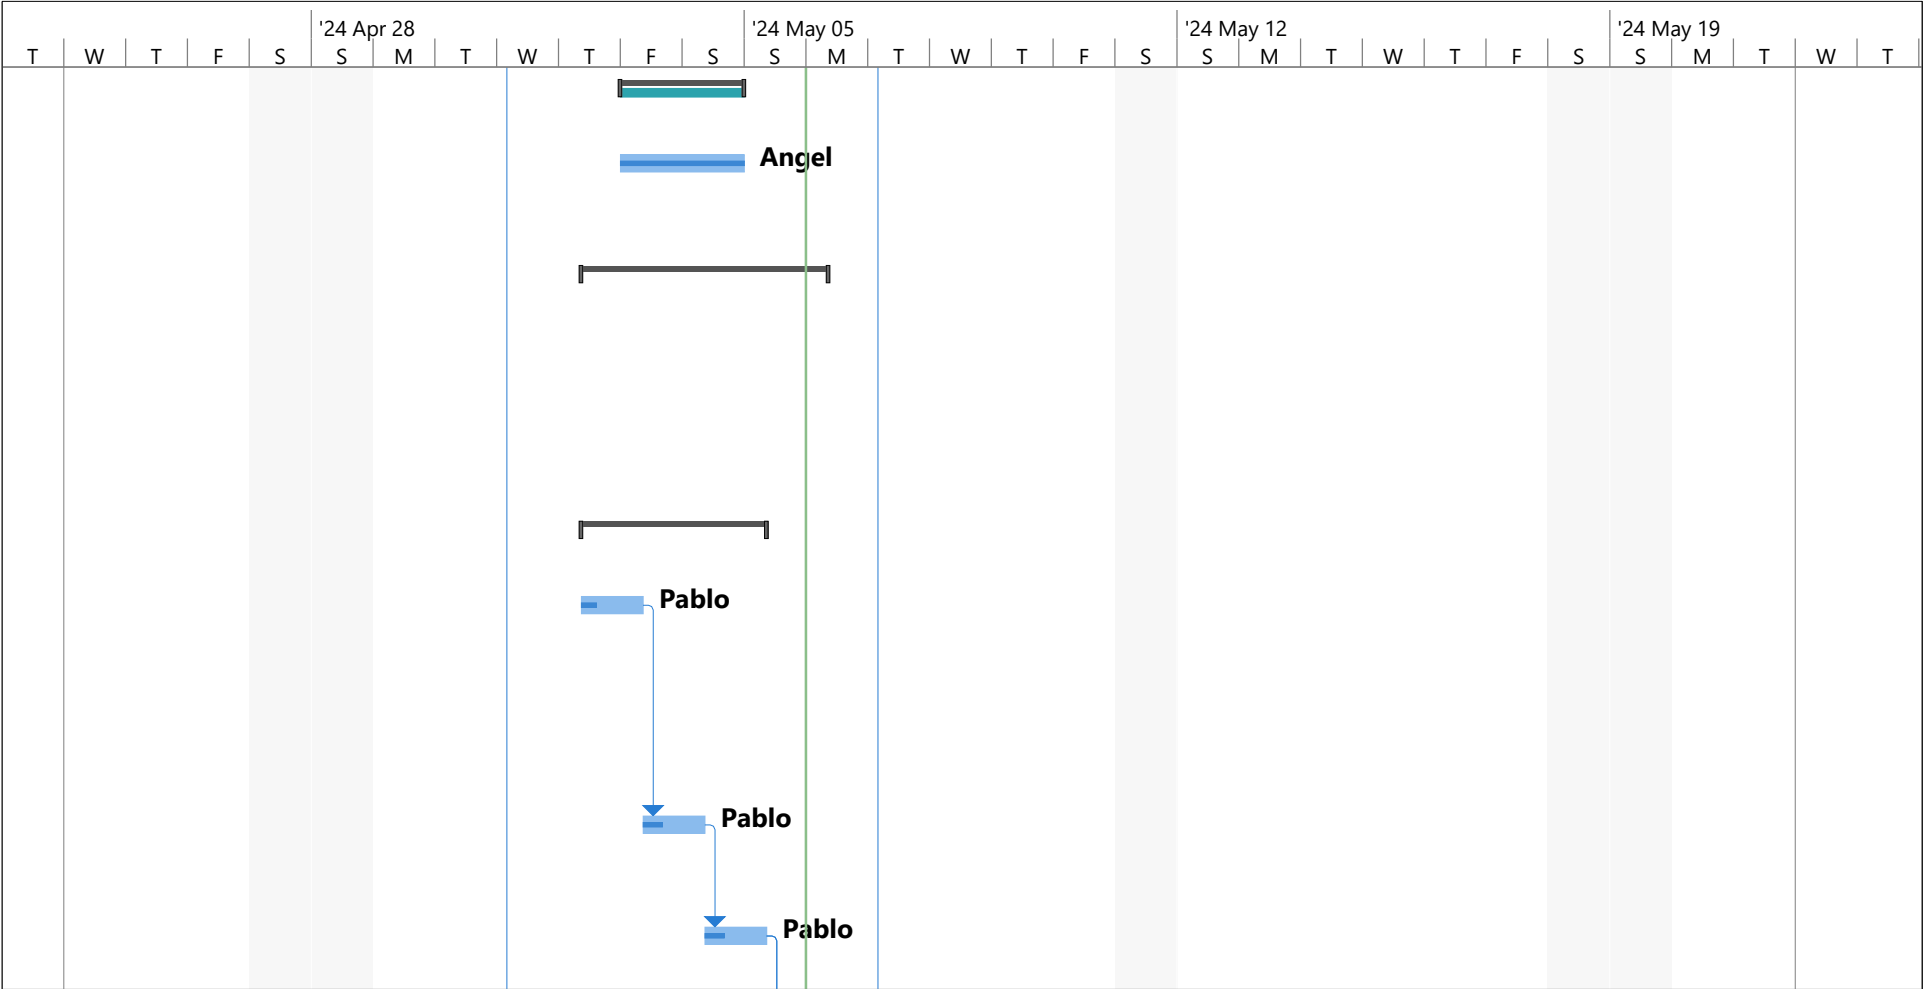 '24 Apr 28 '24 May 05 '24 May 12 '24 May 19
T W T F S S M T W T F S S M T W T F S S M T W T F S S M T W T
Angel
Pablo
Pablo
Pablo